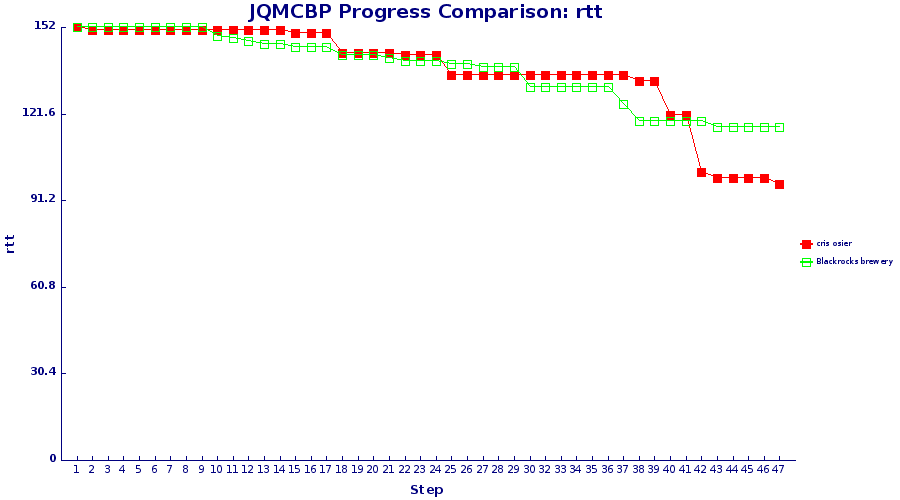 JQMCBP Progress Comparison: rtt
152
121.6
91.2
60.8
30.4
0
rtt
cris osier
Blackrocks brewery
1 2 3 4 5 6 7 8 9 10 11 12 13 14 15 16 17 18 19 20 21 22 23 24 25 26 27 28 29 30 32 33 34 35 36 37 38 39 40 41 42 43 44 45 46 47
Step